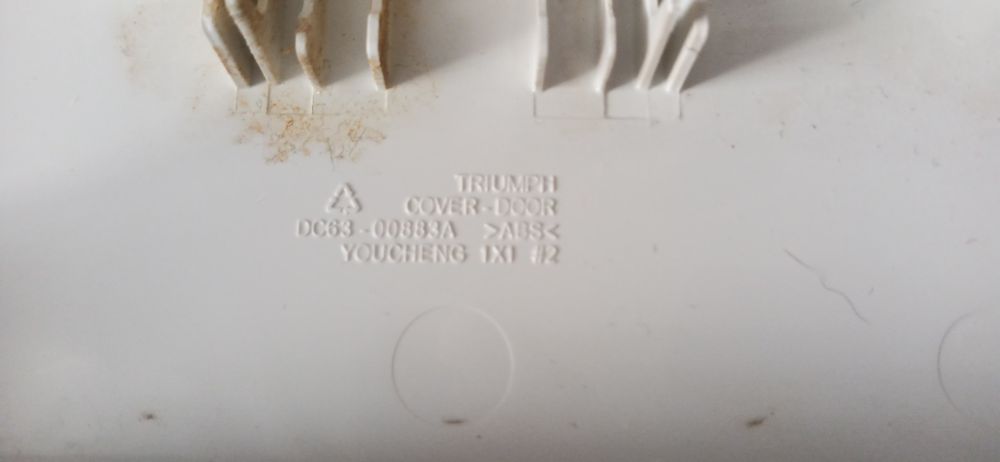 TRIUMPH
COVER-DOOR
DC63-00883A >ABS<
YOUCHENG 1X1 #2